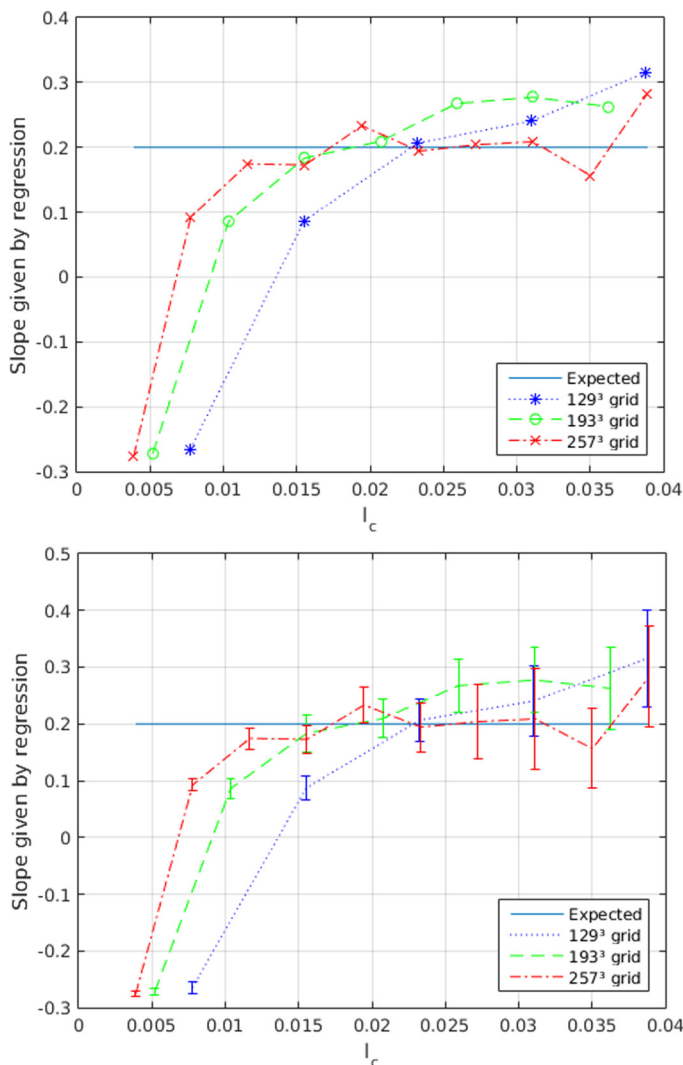 0.4
0.3
0.2
0.1
0
-0.1
-0.2
-0.3
Slope given by regression
Expected
129³ grid
193³ grid
257³ grid
0 0.005 0.01 0.015 0.02 0.025 0.03 0.035 0.04
l_c
0.5
0.4
0.3
0.2
0.1
0
-0.1
-0.2
-0.3
Slope given by regression
Expected
129³ grid
193³ grid
257³ grid
0 0.005 0.01 0.015 0.02 0.025 0.03 0.035 0.04
l_c